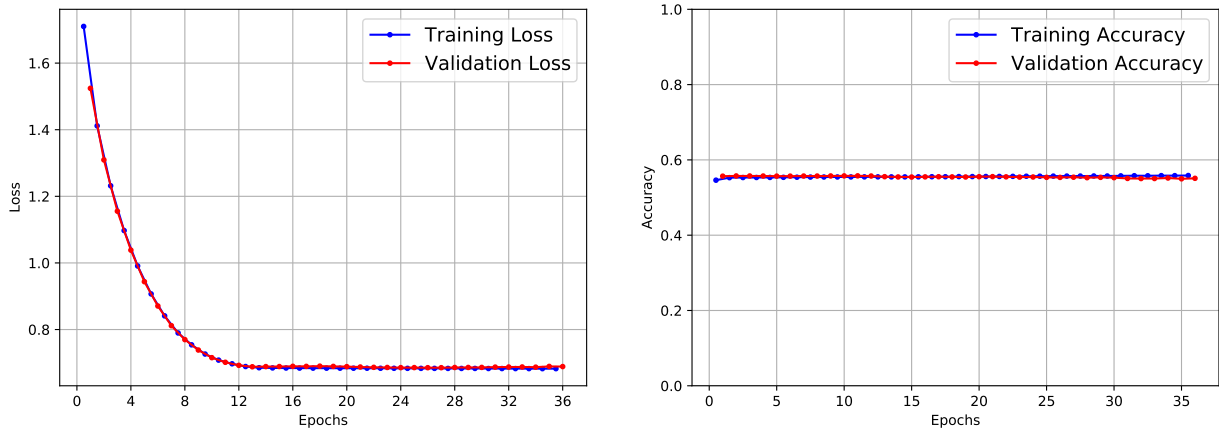 Training Loss
Validation Loss
1.6
1.4
1.2
1.0
0.8
Loss
0 4 8 12 16 20 24 28 32 36
Epochs
Training Accuracy
Validation Accuracy
1.0
0.8
0.6
0.4
0.2
0.0
Accuracy
0 5 10 15 20 25 30 35
Epochs